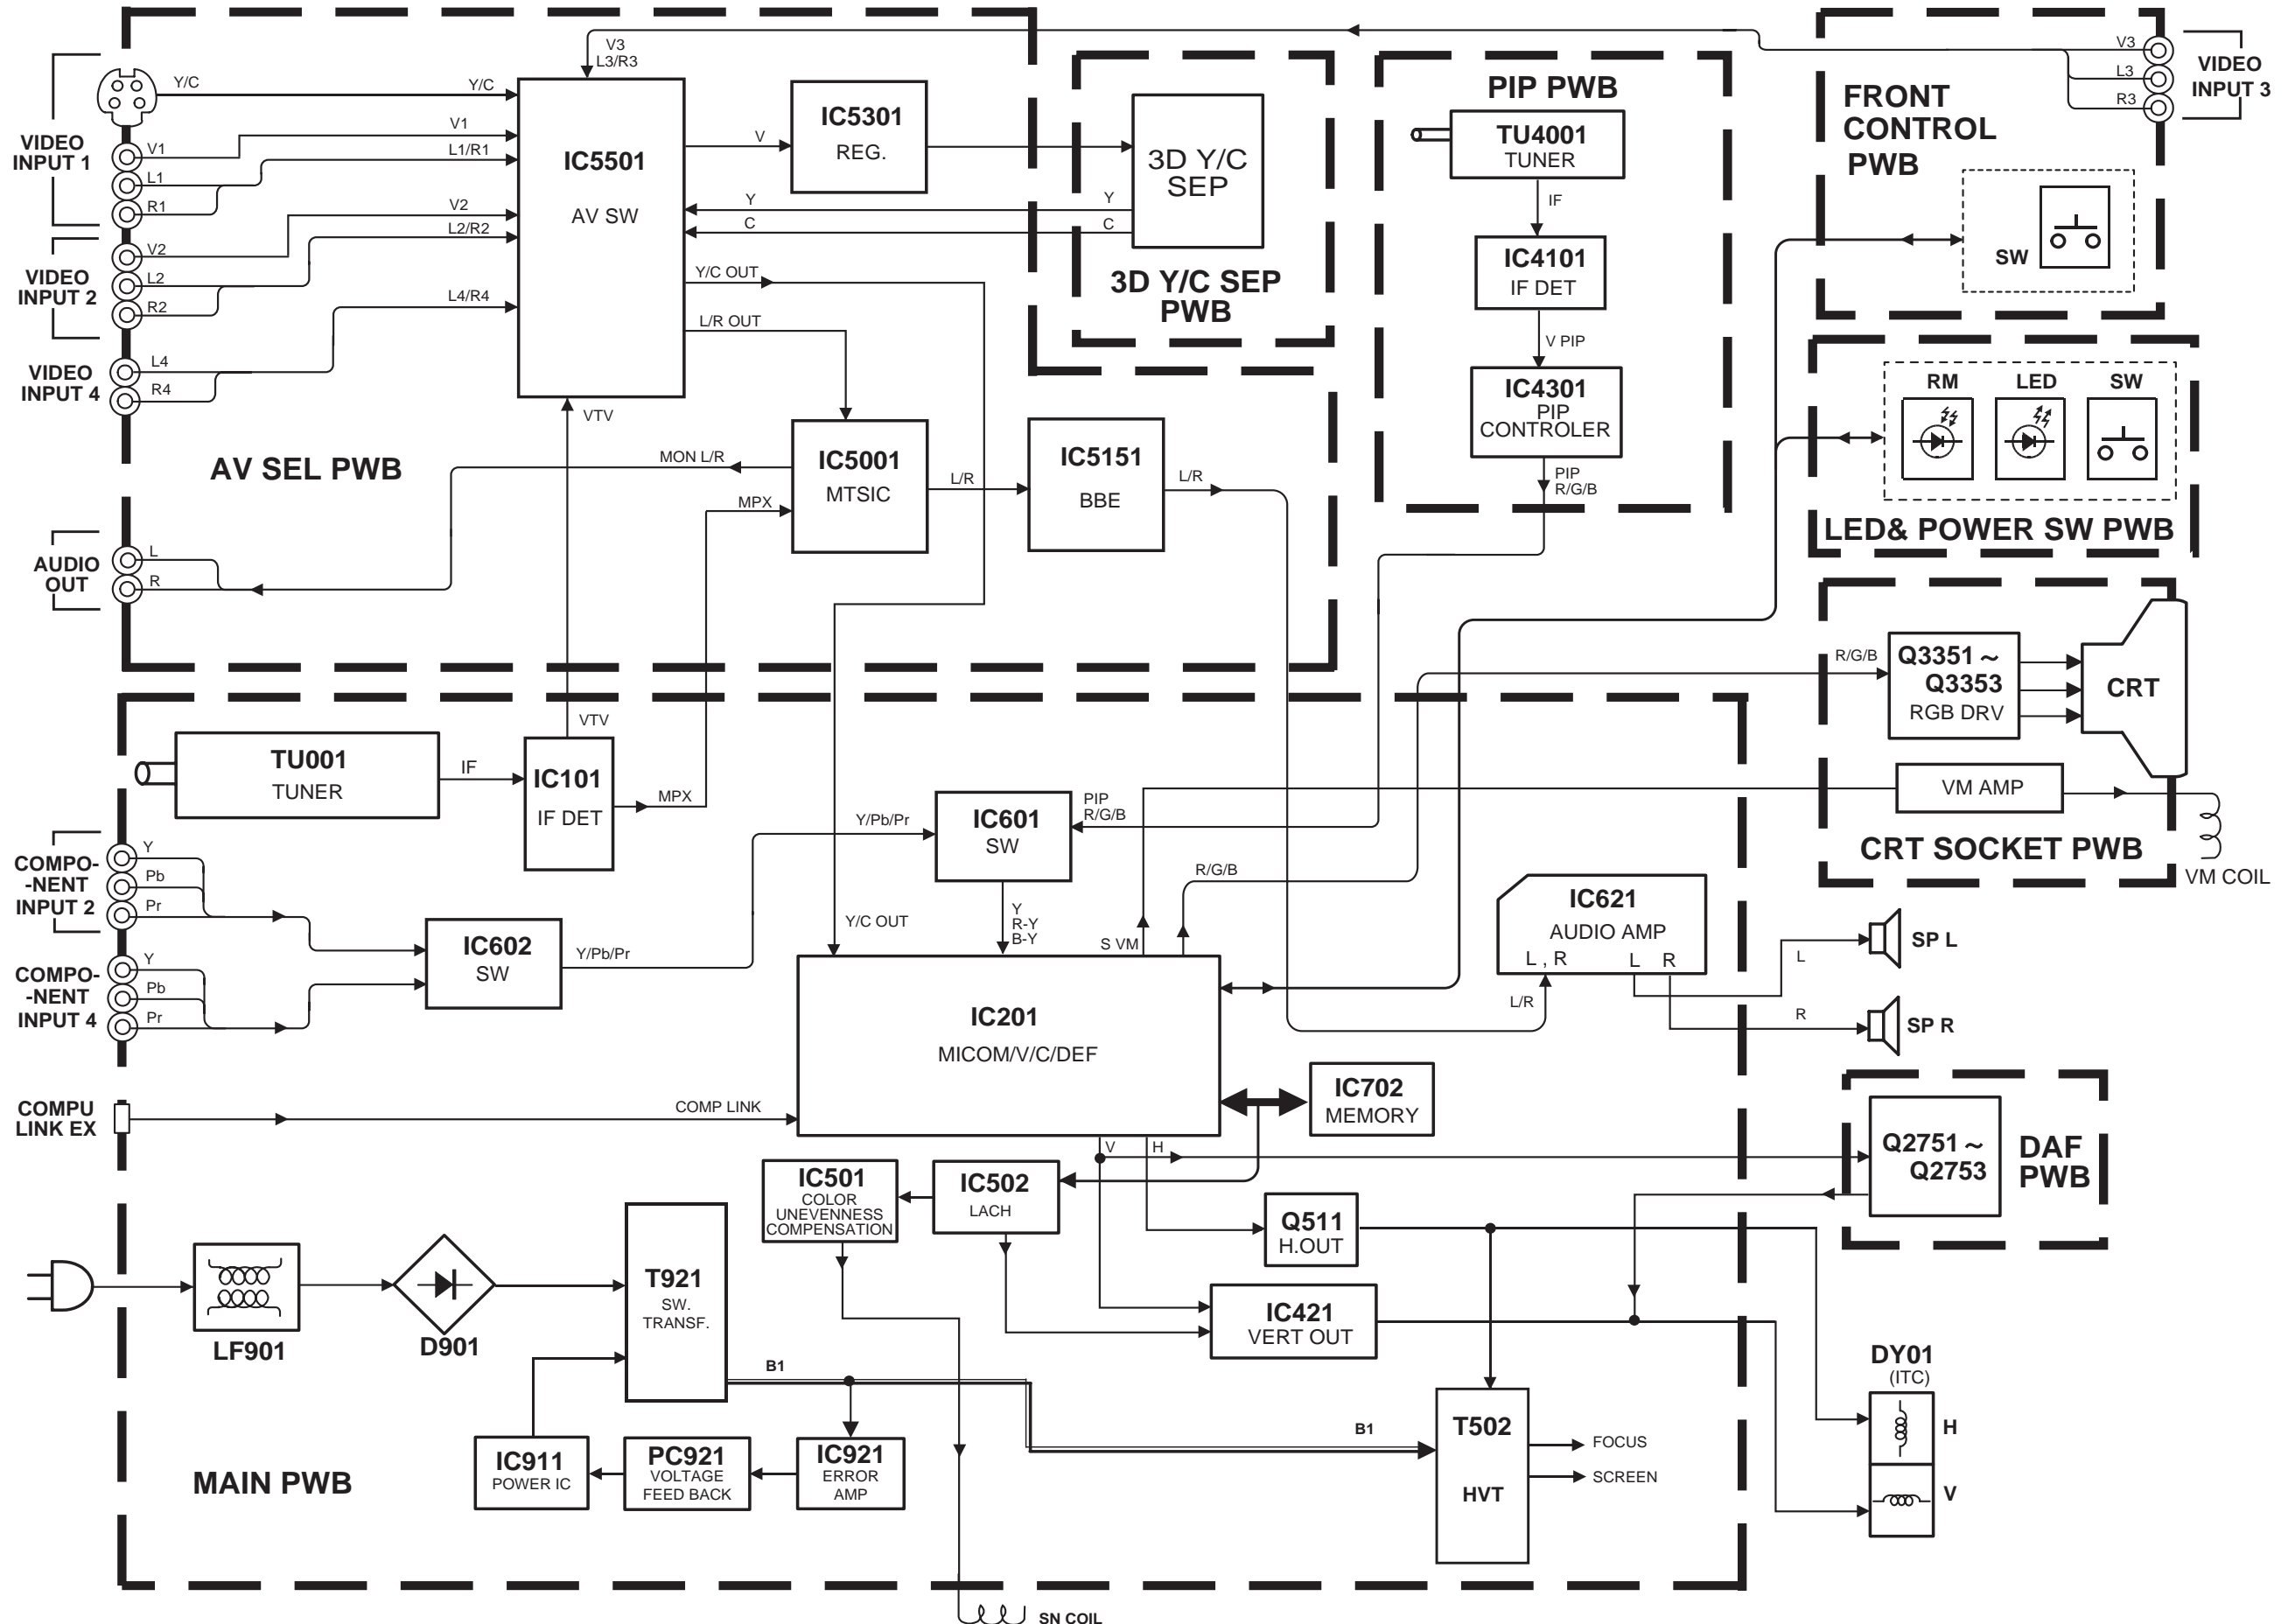 V3
L3/R3
Y/C
Y/C
V1
V1
L1/R1
L1
R1
VIDEO
INPUT 1
V2
V2
L2/R2
L2
R2
VIDEO
INPUT 2
L4/R4
L4
R4
VIDEO
INPUT 4
IC5501
AV SW
V
IC5301
REG.
Y
C
Y
C
3D Y/C
SEP
3D Y/C SEP
PWB
Y/C OUT
L/R OUT
VTV
AV SEL PWB
MON L/R
MPX
IC5001
MTSIC
L/R
IC5151
BBE
L/R
AUDIO
OUT
L
R
PIP PWB
TU4001
TUNER
IF
IC4101
IF DET
V PIP
IC4301
PIP
CONTROLER
PIP
R/G/B
FRONT
CONTROL
PWB
V3
L3
R3
VIDEO
INPUT 3
SW
RM
LED
SW
LED& POWER SW PWB
R/G/B
Q3351 ~
Q3353
RGB DRV
CRT
VM AMP
CRT SOCKET PWB
VM COIL
VTV
TU001
TUNER
IF
IC101
IF DET
MPX
COMPO-
-NENT
INPUT 2
Y
Pb
Pr
COMPO-
-NENT
INPUT 4
Y
Pb
Pr
IC602
SW
Y/Pb/Pr
Y/Pb/Pr
IC601
SW
PIP
R/G/B
Y/C OUT
Y
R-Y
B-Y
S VM
R/G/B
IC621
AUDIO AMP
L , R
L
R
L/R
L
SP L
R
SP R
IC201
MICOM/V/C/DEF
COMPU
LINK EX
COMP LINK
IC702
MEMORY
V
H
Q2751 ~
Q2753
DAF
PWB
IC501
COLOR
UNEVENNESS
COMPENSATION
IC502
LACH
Q511
H.OUT
IC421
VERT OUT
LF901
D901
T921
SW.
TRANSF.
B1
B1
IC911
POWER IC
PC921
VOLTAGE
FEED BACK
IC921
ERROR
AMP
T502
HVT
FOCUS
SCREEN
DY01
(ITC)
H
V
MAIN PWB
SN COIL